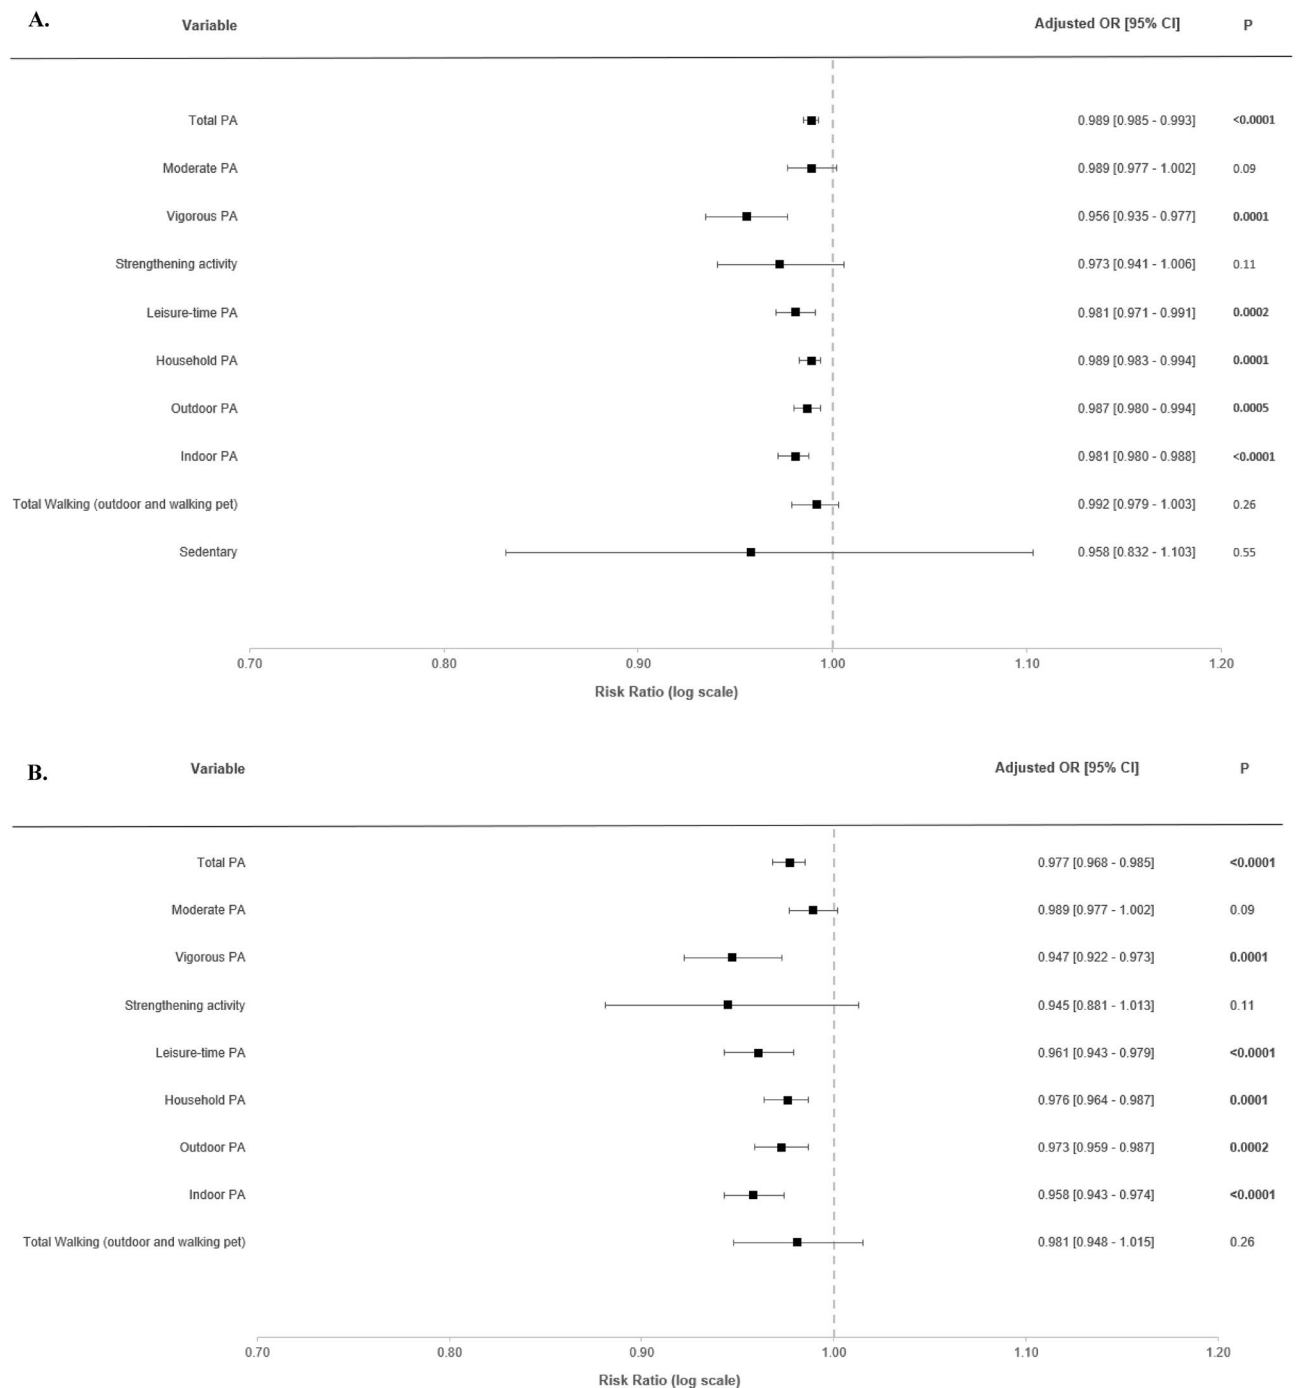 A.
Variable Adjusted OR [95% CI] P
Total PA 0.989 [0.985 - 0.993] <0.0001
Moderate PA 0.989 [0.977 - 1.002] 0.09
Vigorous PA 0.956 [0.935 - 0.977] 0.0001
Strengthening activity 0.973 [0.941 - 1.006] 0.11
Leisure-time PA 0.981 [0.971 - 0.991] 0.0002
Household PA 0.989 [0.983 - 0.994] 0.0001
Outdoor PA 0.987 [0.980 - 0.994] 0.0005
Indoor PA 0.981 [0.980 - 0.988] <0.0001
Total Walking (outdoor and walking pet) 0.992 [0.979 - 1.003] 0.26
Sedentary 0.958 [0.832 - 1.103] 0.55
0.70 0.80 0.90 1.00 1.10 1.20
Risk Ratio (log scale)
B.
Variable Adjusted OR [95% CI] P
Total PA 0.977 [0.968 - 0.985] <0.0001
Moderate PA 0.989 [0.977 - 1.002] 0.09
Vigorous PA 0.947 [0.922 - 0.973] 0.0001
Strengthening activity 0.945 [0.881 - 1.013] 0.11
Leisure-time PA 0.961 [0.943 - 0.979] <0.0001
Household PA 0.976 [0.964 - 0.987] 0.0001
Outdoor PA 0.973 [0.959 - 0.987] 0.0002
Indoor PA 0.958 [0.943 - 0.974] <0.0001
Total Walking (outdoor and walking pet) 0.981 [0.948 - 1.015] 0.26
0.70 0.80 0.90 1.00 1.10 1.20
Risk Ratio (log scale)